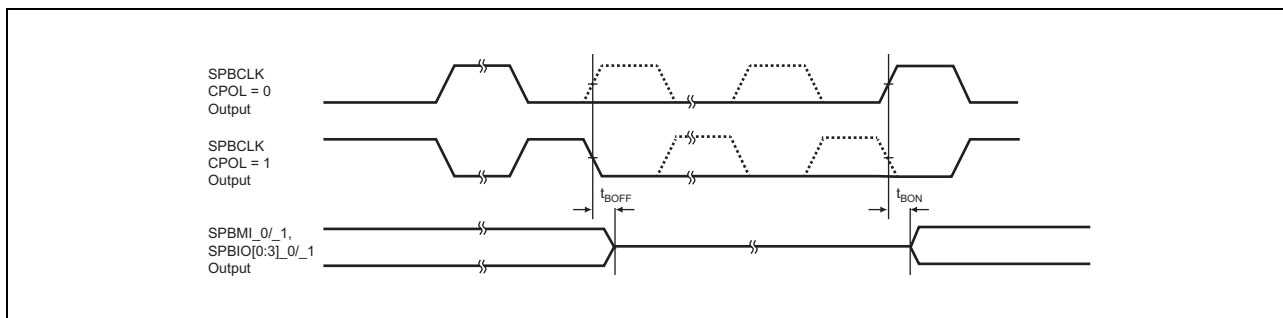 SPBCLK
CPOL = 0
Output
SPBCLK
CPOL = 1
Output
tBOFF
tBON
SPBMI_0/_1,
SPBIO[0:3]_0/_1
Output